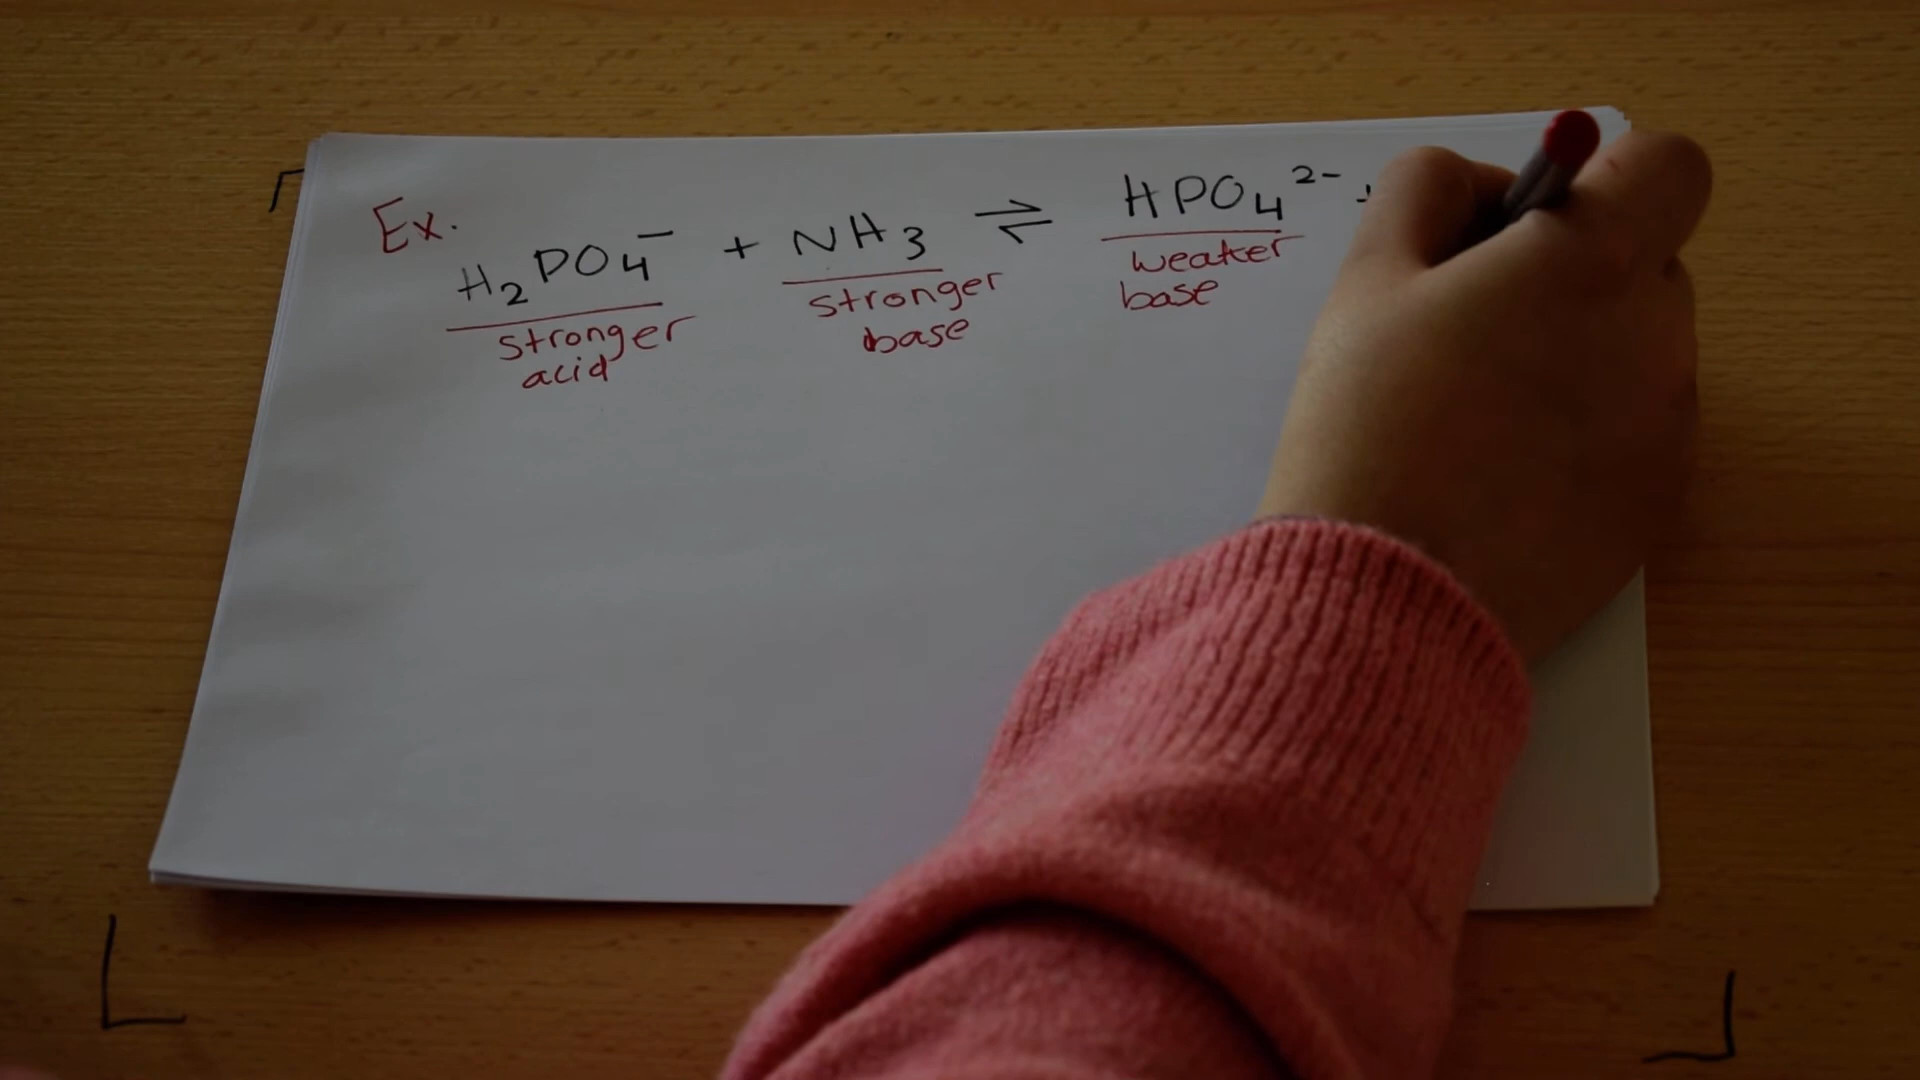 Ex.
H₂PO₄⁻ + NH₃ ⇌ HPO₄²⁻ +
stronger acid
stronger base
weaker base